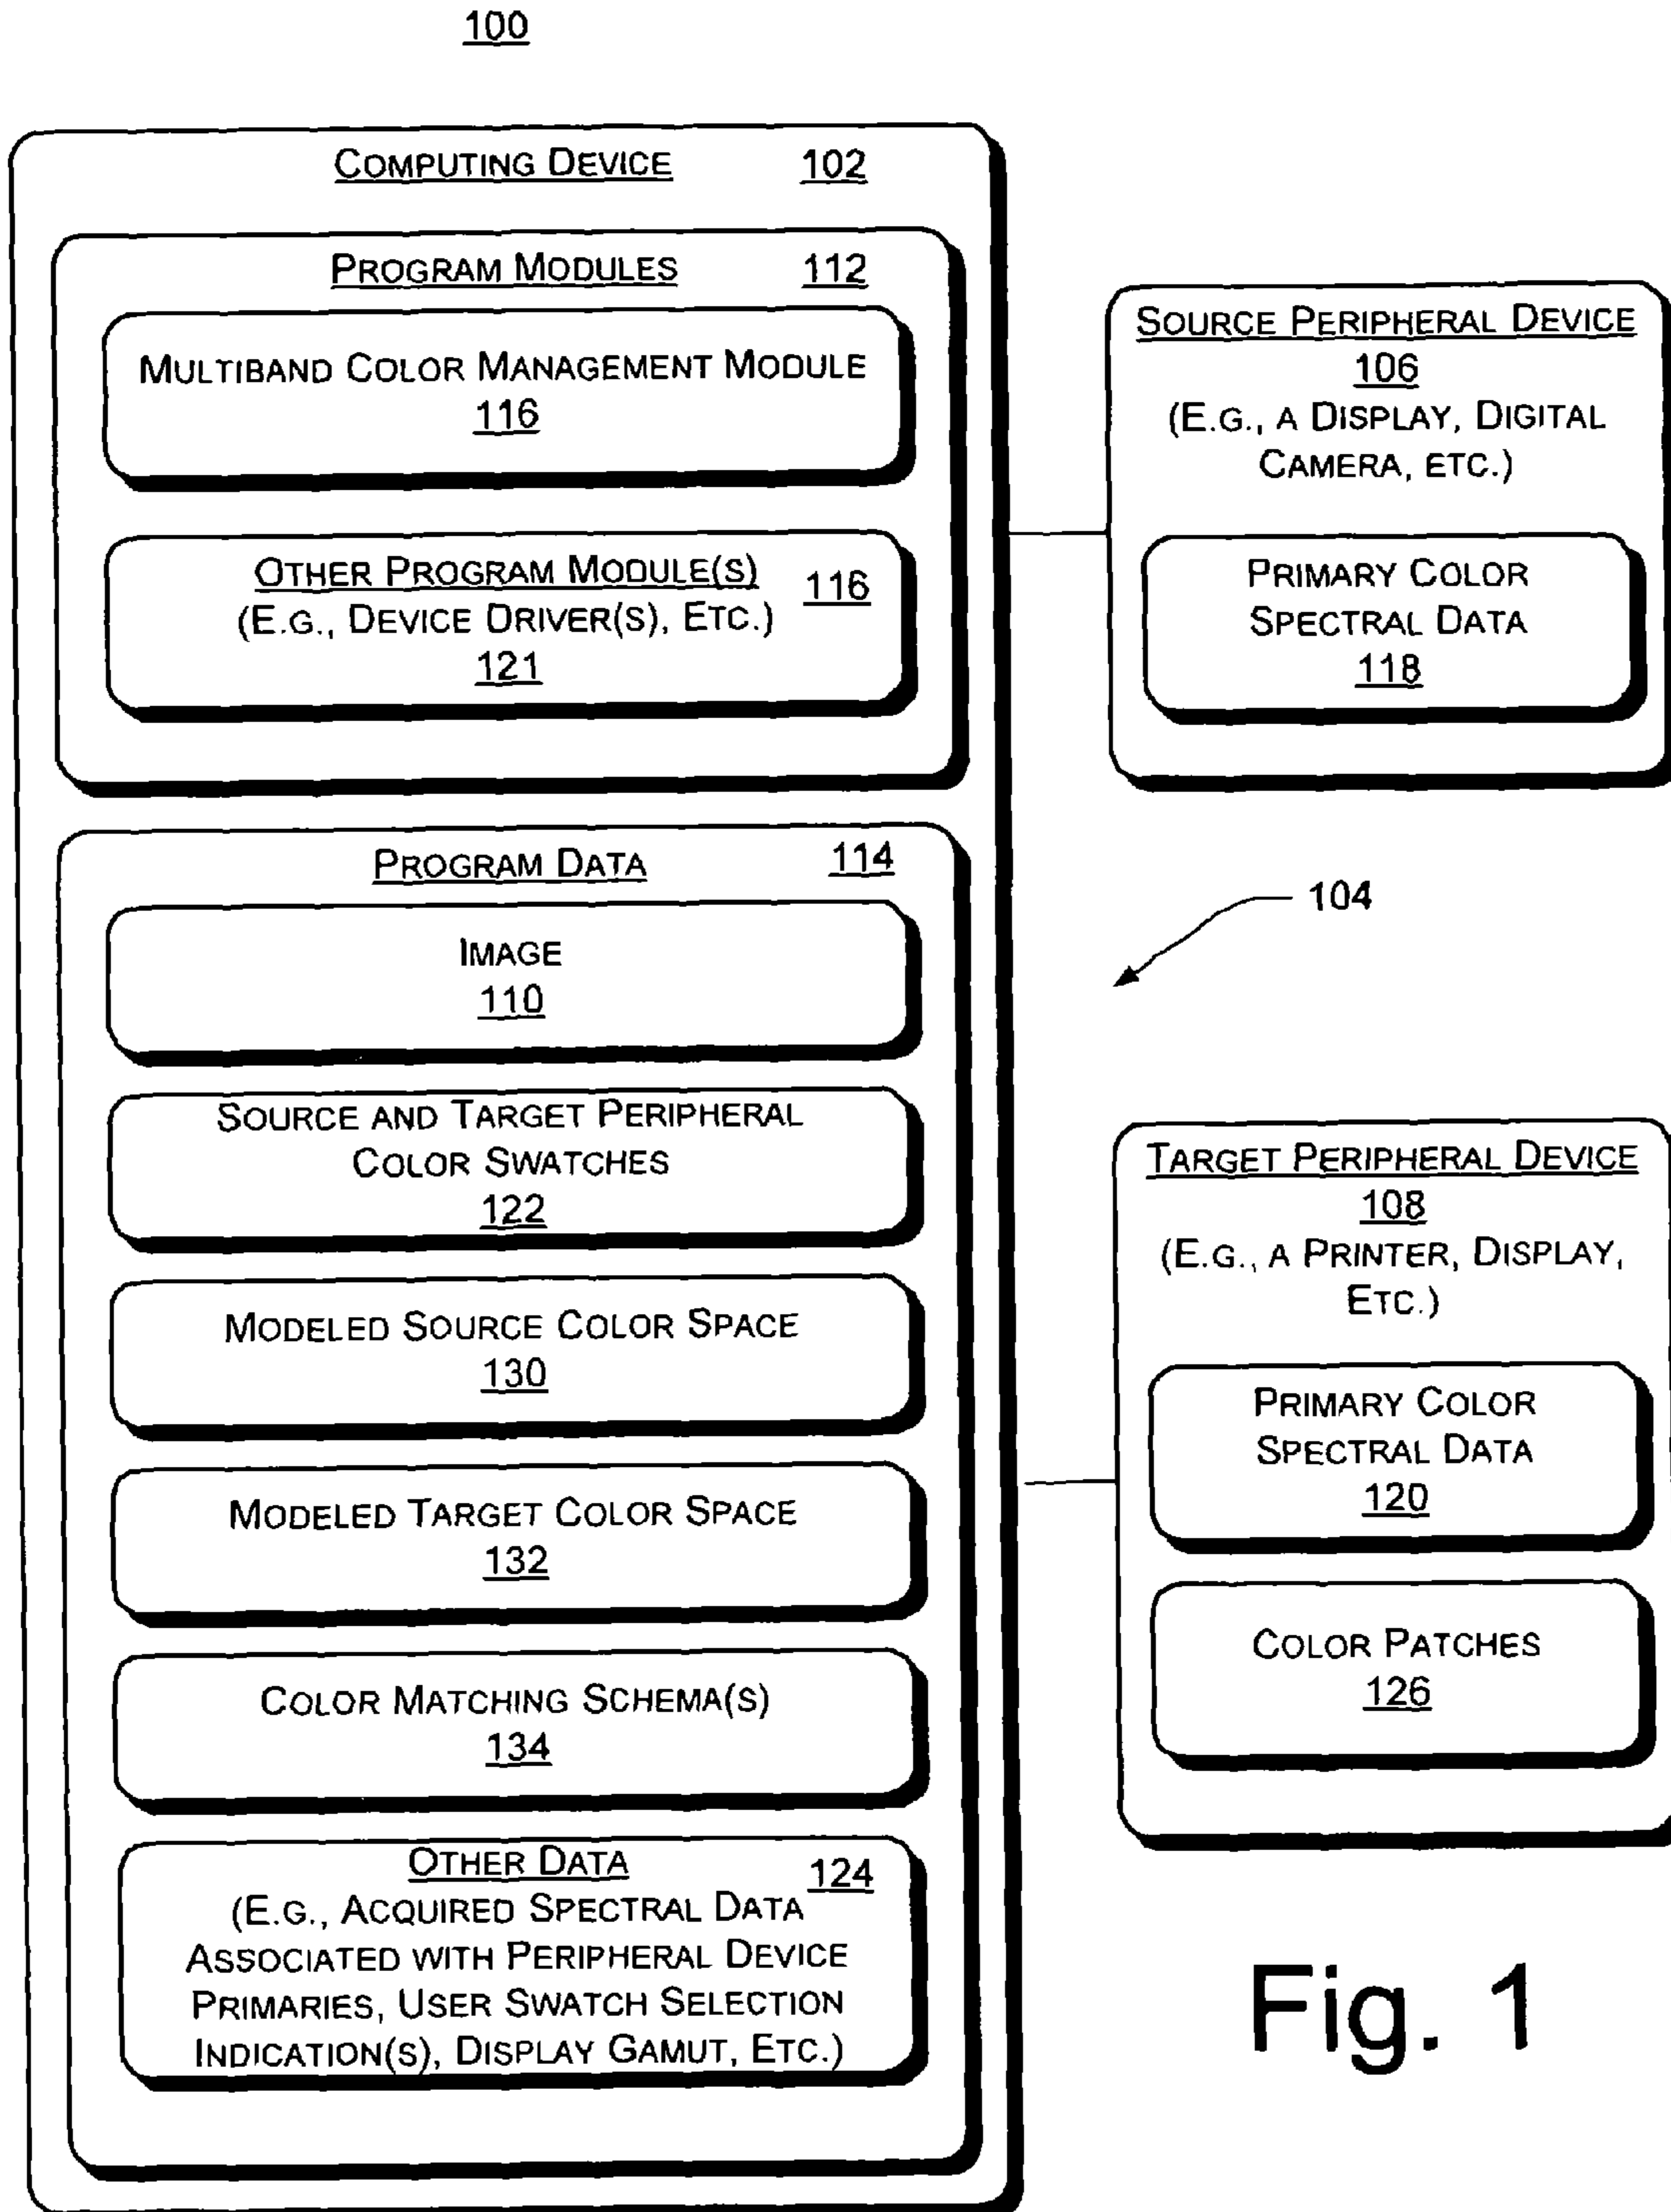 100
COMPUTING DEVICE 102
PROGRAM MODULES 112
MULTIBAND COLOR MANAGEMENT MODULE
116
OTHER PROGRAM MODULE(S) 116
(E.G., DEVICE DRIVER(S), ETC.)
121
PROGRAM DATA 114
IMAGE
110
SOURCE AND TARGET PERIPHERAL
COLOR SWATCHES
122
MODELED SOURCE COLOR SPACE
130
MODELED TARGET COLOR SPACE
132
COLOR MATCHING SCHEMA(S)
134
OTHER DATA 124
(E.G., ACQUIRED SPECTRAL DATA
ASSOCIATED WITH PERIPHERAL DEVICE
PRIMARIES, USER SWATCH SELECTION
INDICATION(S), DISPLAY GAMUT, ETC.)
SOURCE PERIPHERAL DEVICE
106
(E.G., A DISPLAY, DIGITAL
CAMERA, ETC.)
PRIMARY COLOR
SPECTRAL DATA
118
104
TARGET PERIPHERAL DEVICE
108
(E.G., A PRINTER, DISPLAY,
ETC.)
PRIMARY COLOR
SPECTRAL DATA
120
COLOR PATCHES
126
Fig. 1